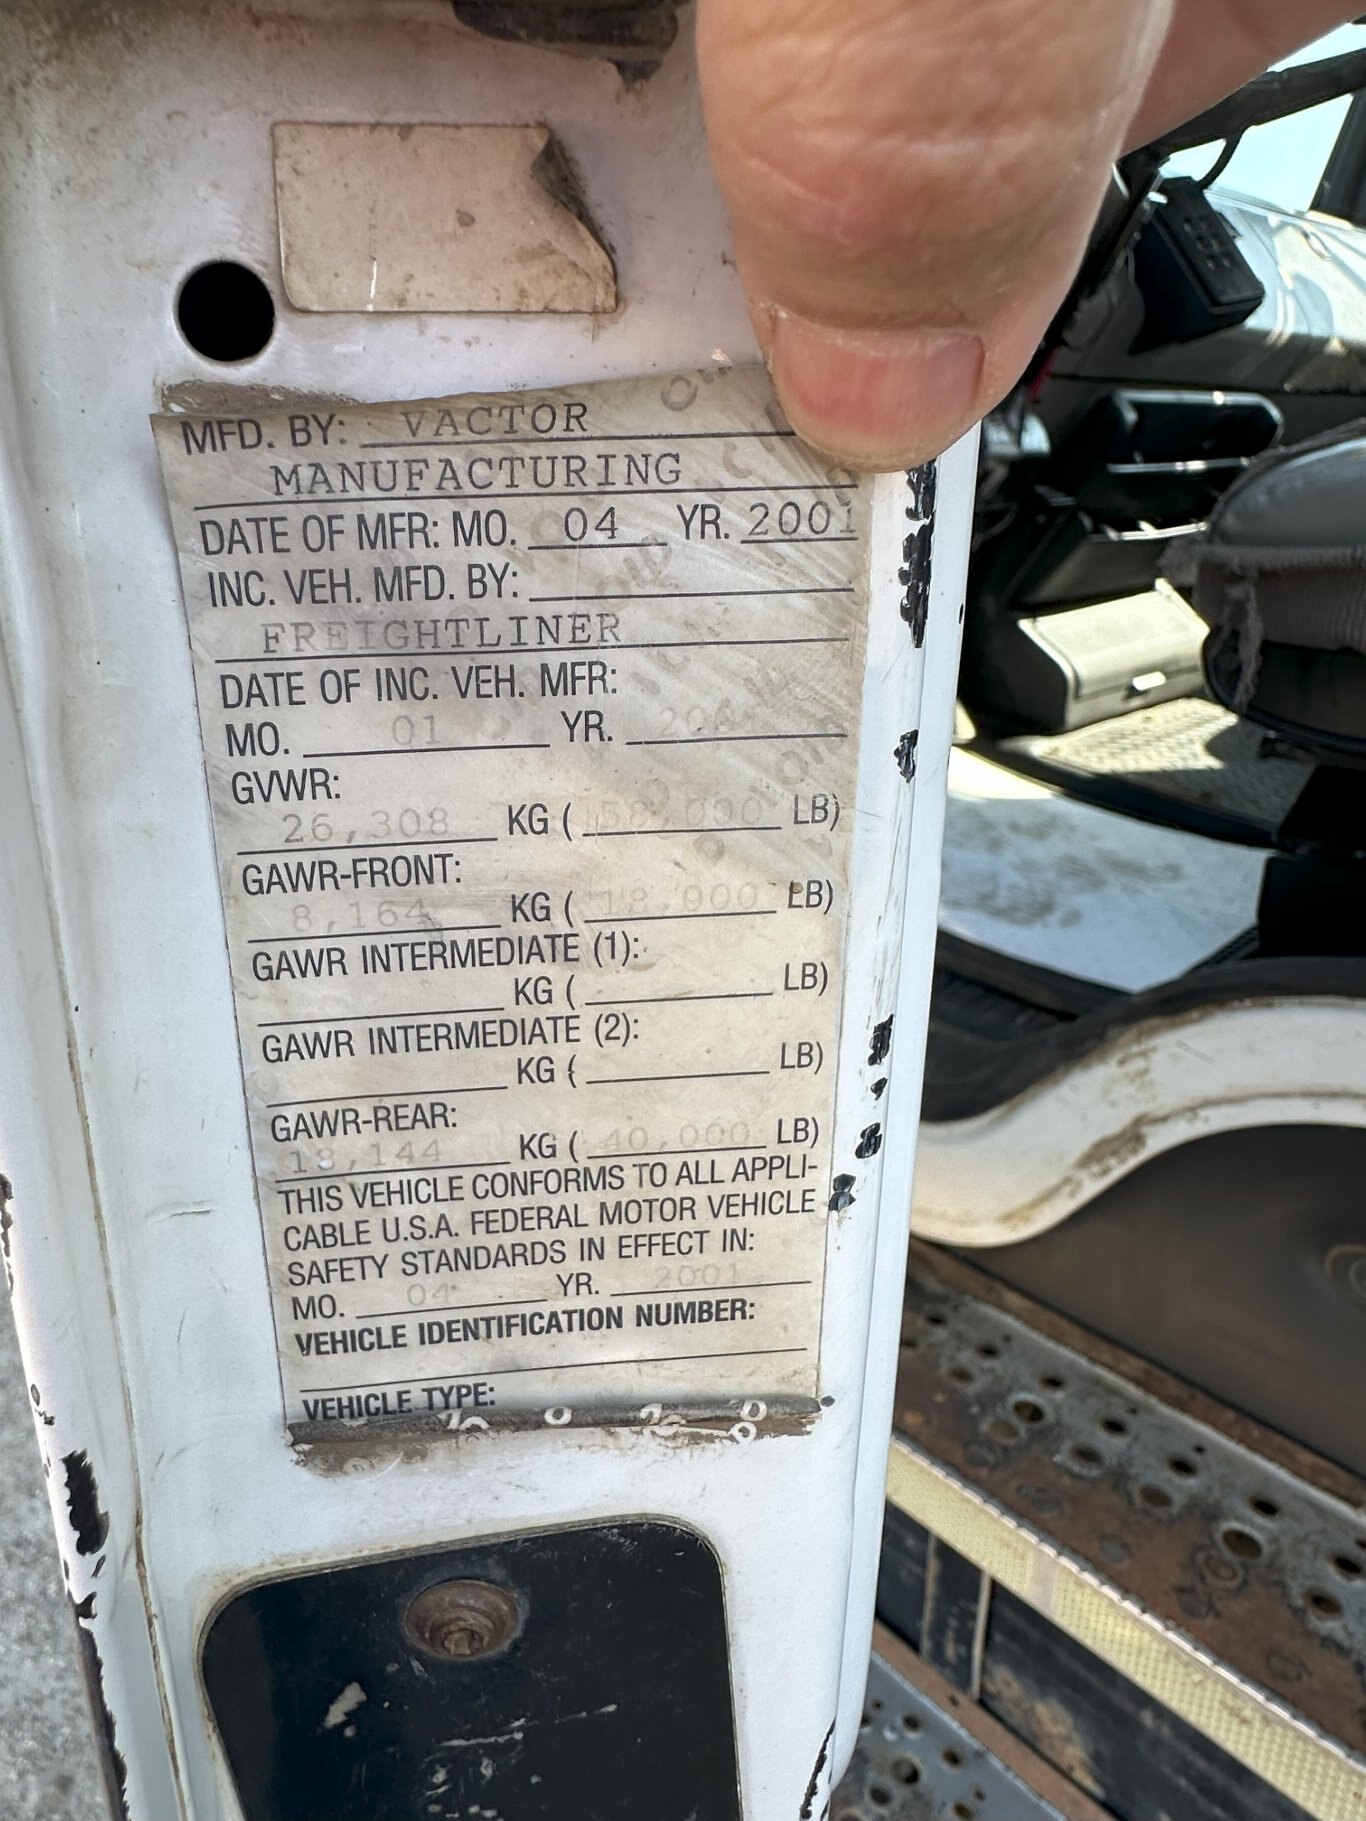 MFD. BY: VACTOR
MANUFACTURING
DATE OF MFR: MO. 04 YR. 2001
INC. VEH. MFD. BY:
FREIGHTLINER
DATE OF INC. VEH. MFR:
MO. 01 YR.
GVWR:
26,308 KG ( 58,000 LB)
GAWR-FRONT:
8,164 KG ( 18,000 LB)
GAWR INTERMEDIATE (1):
KG ( LB)
GAWR INTERMEDIATE (2):
KG ( LB)
GAWR-REAR:
18,144 KG ( 40,000 LB)
THIS VEHICLE CONFORMS TO ALL APPLI-
CABLE U.S.A. FEDERAL MOTOR VEHICLE
SAFETY STANDARDS IN EFFECT IN:
MO. 04 YR. 2001
VEHICLE IDENTIFICATION NUMBER:
VEHICLE TYPE: